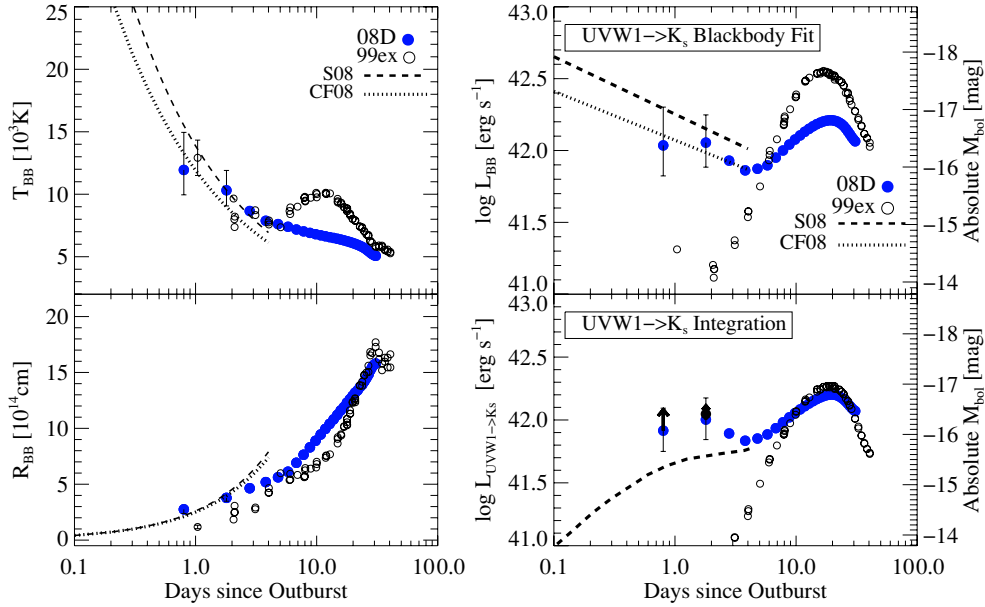 25
20
15
10
5
T_BB [10^3K]
08D
99ex
S08
CF08
43.0
42.5
42.0
41.5
41.0
log L_BB [erg s^-1]
UVW1->K_s Blackbody Fit
08D
99ex
S08
CF08
-18
-17
-16
-15
-14
Absolute M_bol [mag]
20
15
10
5
0
R_BB [10^14cm]
0.1
1.0
10.0
100.0
Days since Outburst
43.0
42.5
42.0
41.5
41.0
log L_UVW1->Ks [erg s^-1]
UVW1->K_s Integration
-18
-17
-16
-15
-14
Absolute M_bol [mag]
0.1
1.0
10.0
100.0
Days since Outburst